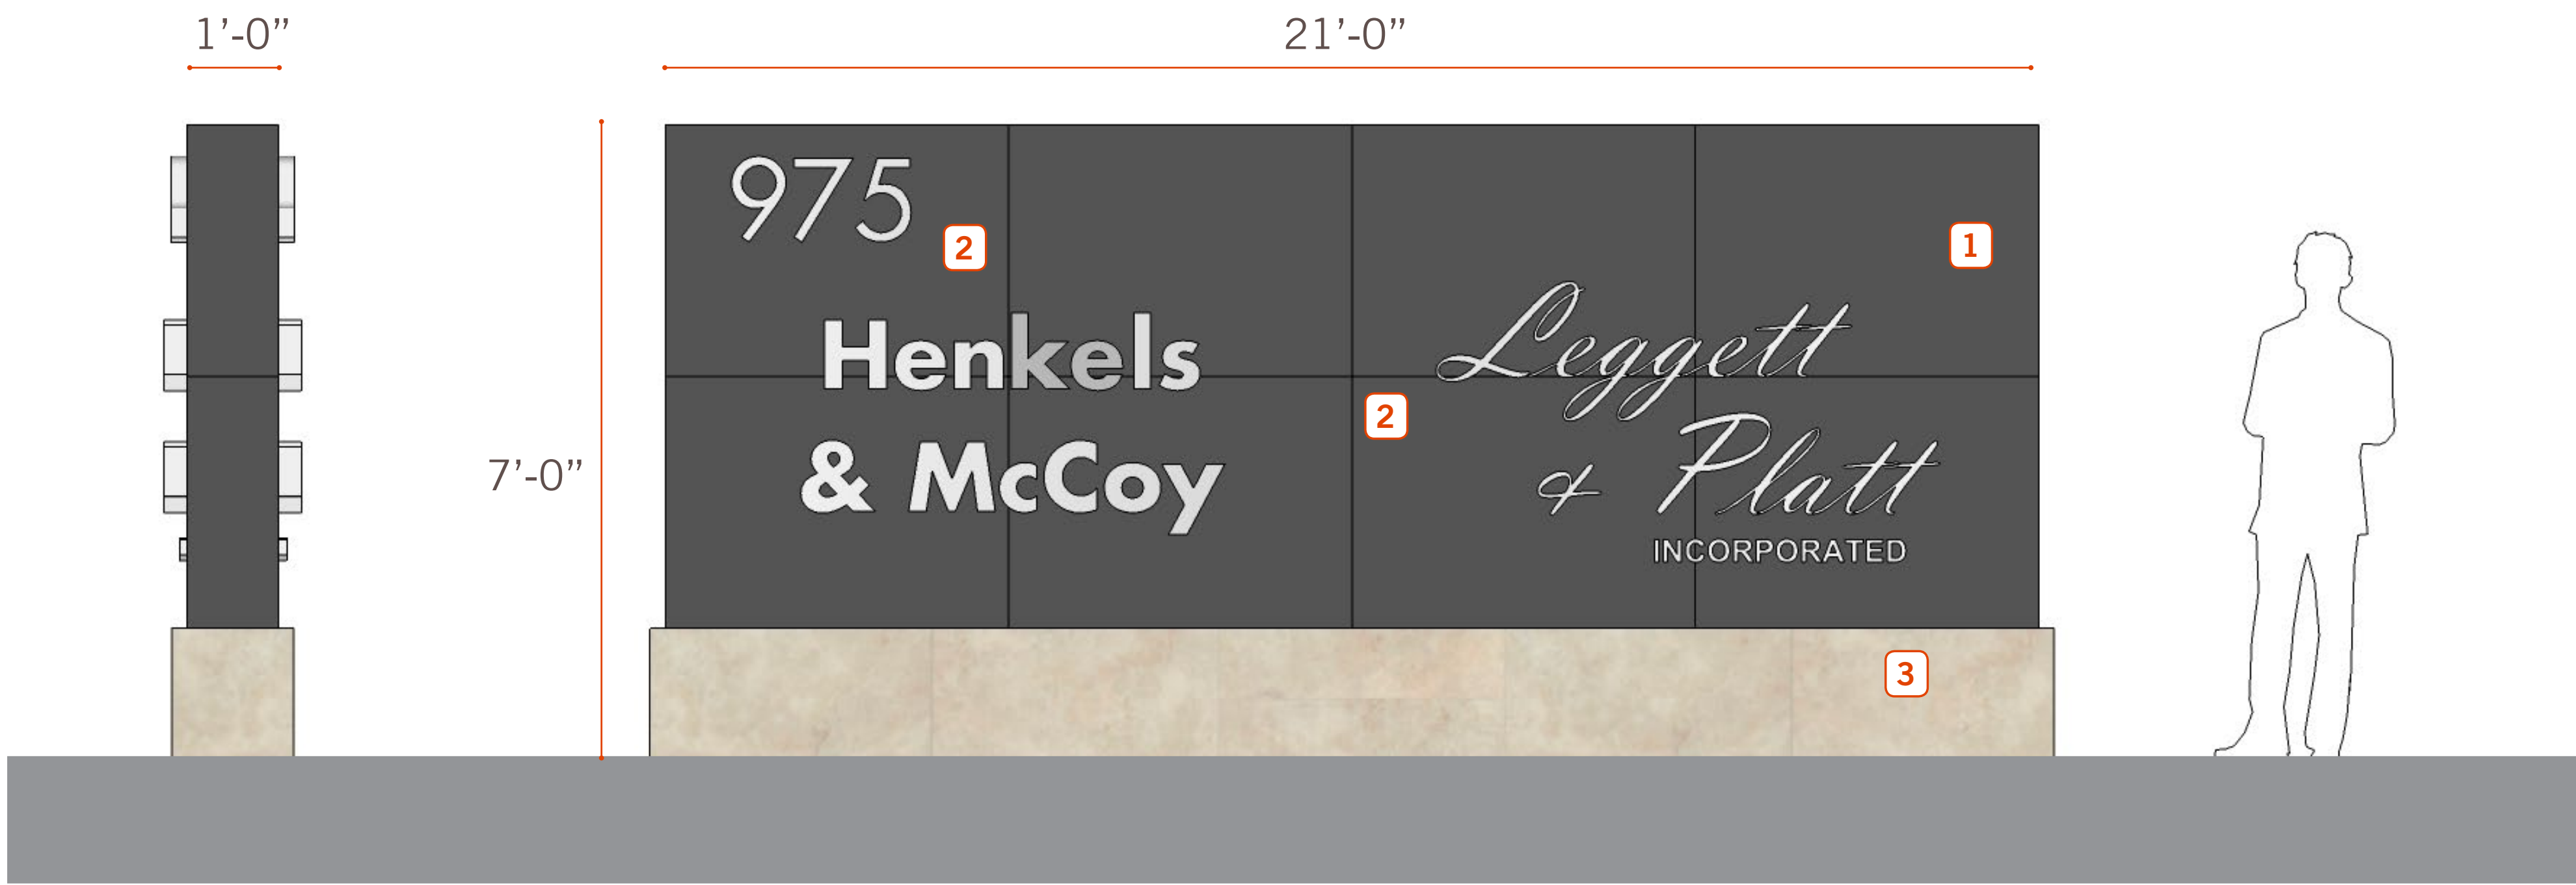 1’-0”
21’-0”
975
2
1
Henkels
& McCoy
Leggett
& Platt
INCORPORATED
2
7’-0”
3